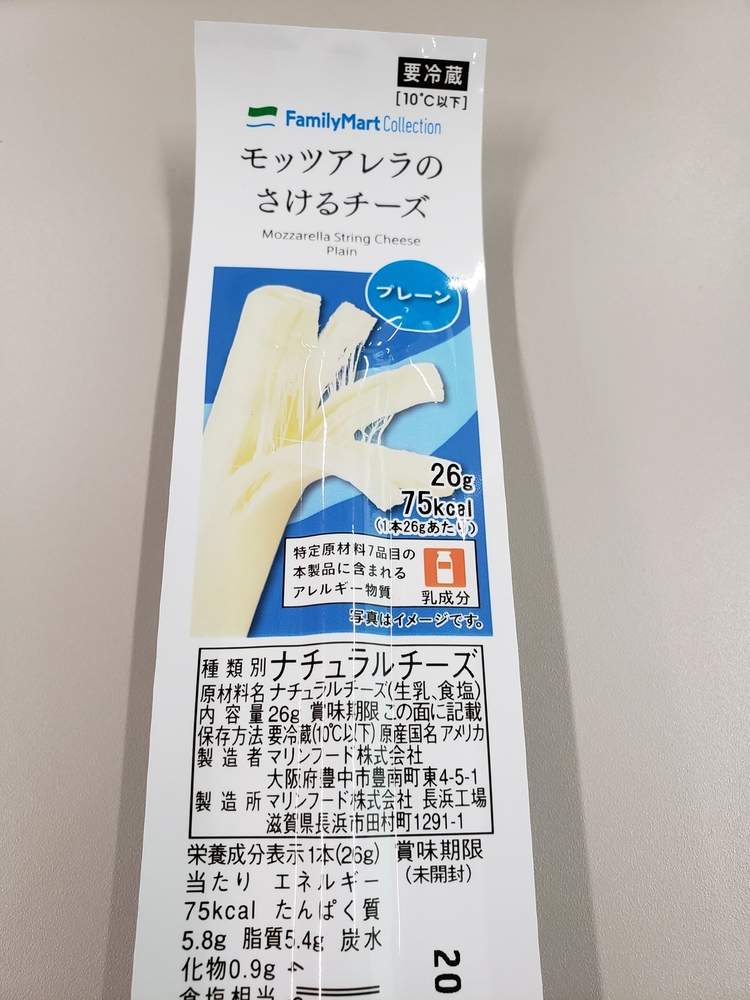 要冷蔵
[10℃以下]
FamilyMart Collection
モッツアレラの
さけるチーズ
Mozzarella String Cheese
Plain
プレーン
26g
75kcal
(1本26gあたり)
特定原材料7品目の
本製品に含まれる
アレルギー物質
乳成分
写真はイメージです。
種類別 ナチュラルチーズ
原材料名 ナチュラルチーズ(生乳、食塩)
内容量 26g 賞味期限 この面に記載
保存方法 要冷蔵(10℃以下) 原産国名 アメリカ
製造者 マリンフード株式会社
大阪府豊中市豊南町東4-5-1
製造所 マリンフード株式会社 長浜工場
滋賀県長浜市田村町1291-1
栄養成分表示1本(26g)
当たり エネルギー
75kcal たんぱく質
5.8g 脂質5.4g 炭水
化物0.9g
食塩相当
賞味期限
(未開封)
20